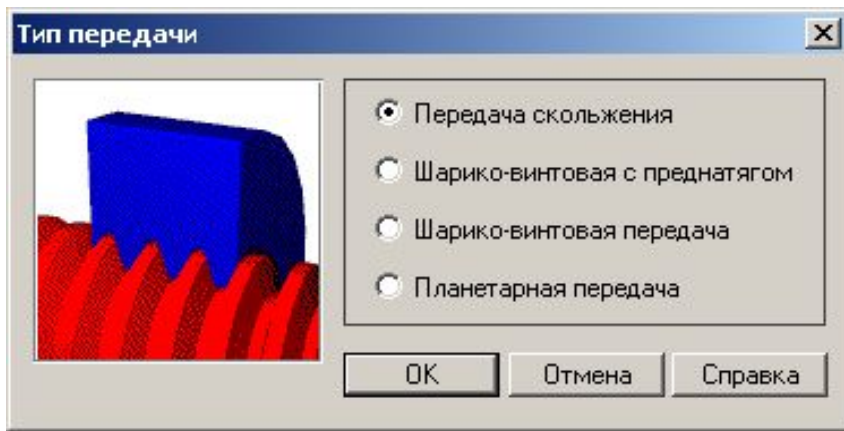 Тип передачи
Передача скольжения
Шарико-винтовая с преднатягом
Шарико-винтовая передача
Планетарная передача
OK Отмена Справка